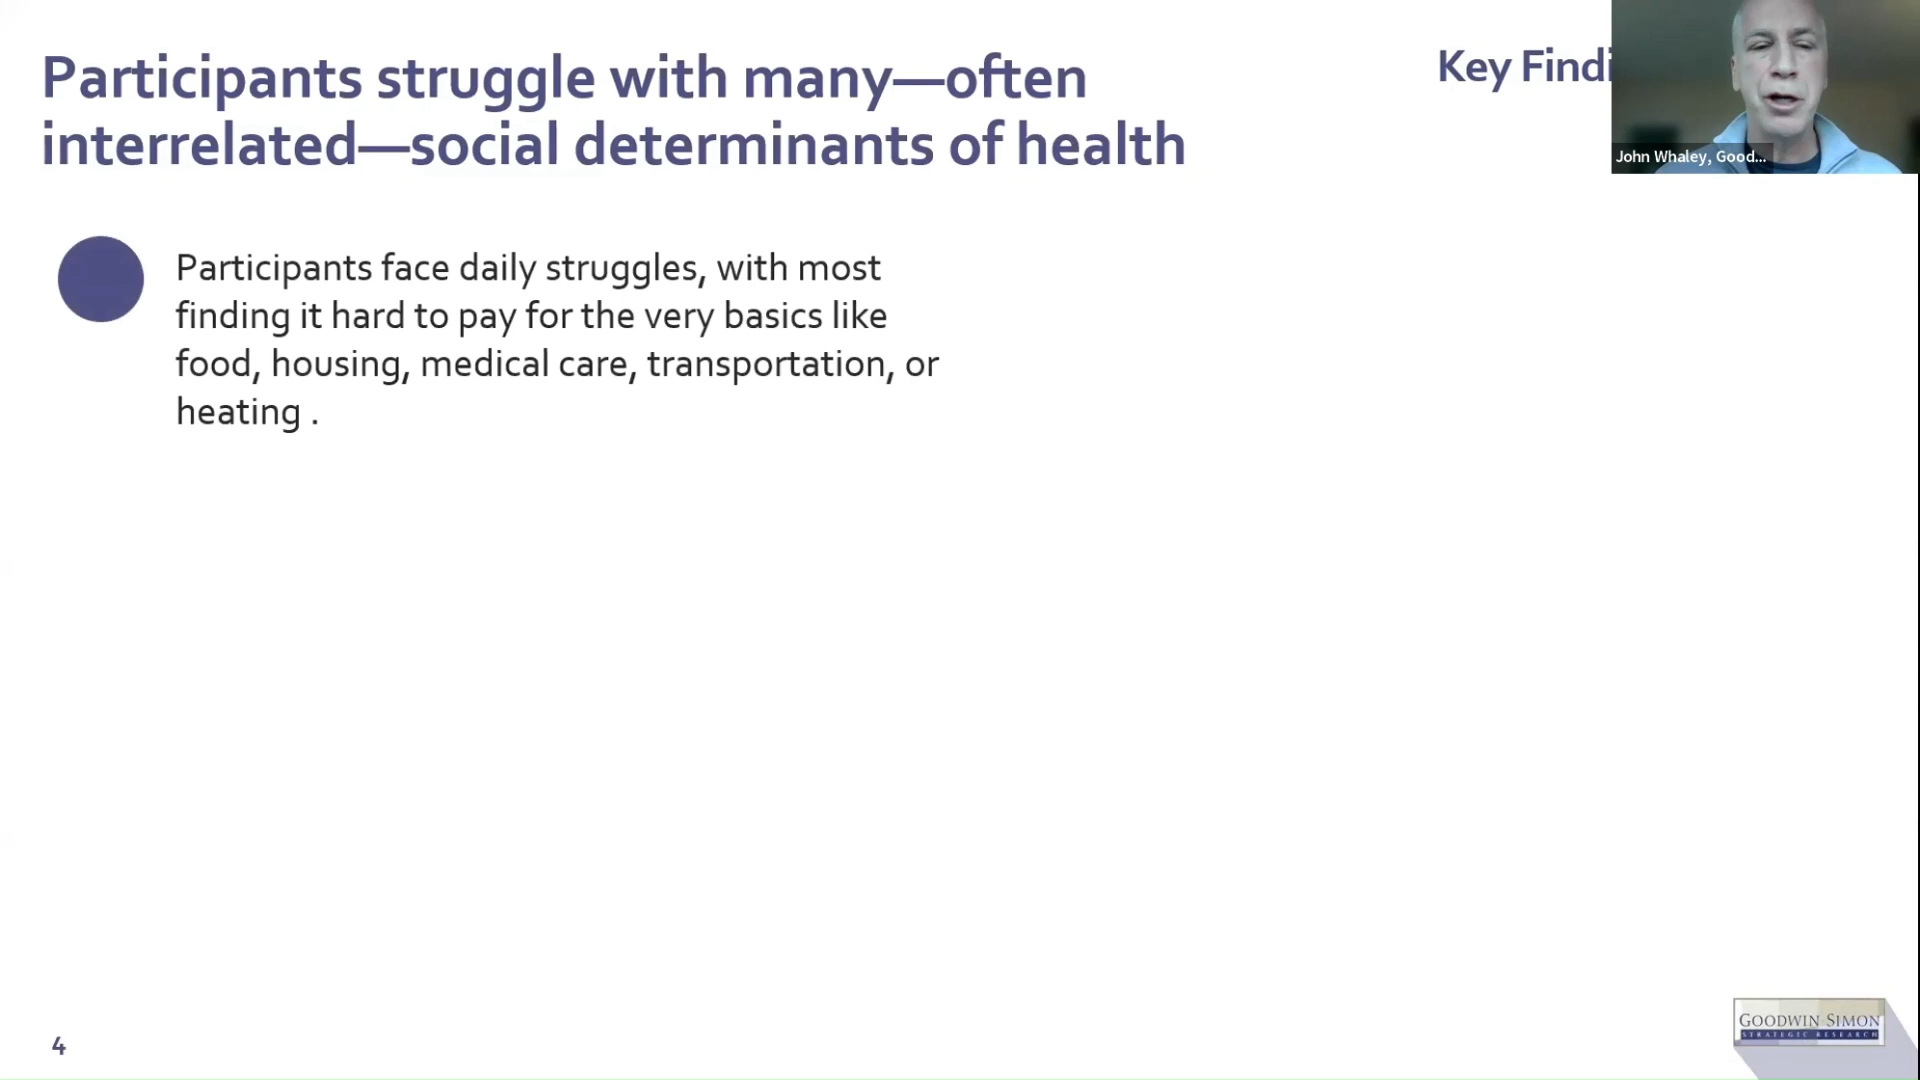 Participants struggle with many—often
interrelated—social determinants of health
Key Findi
John Whaley, Good...
Participants face daily struggles, with most
finding it hard to pay for the very basics like
food, housing, medical care, transportation, or
heating .
4
GOODWIN SIMON
STRATEGIC RESEARCH